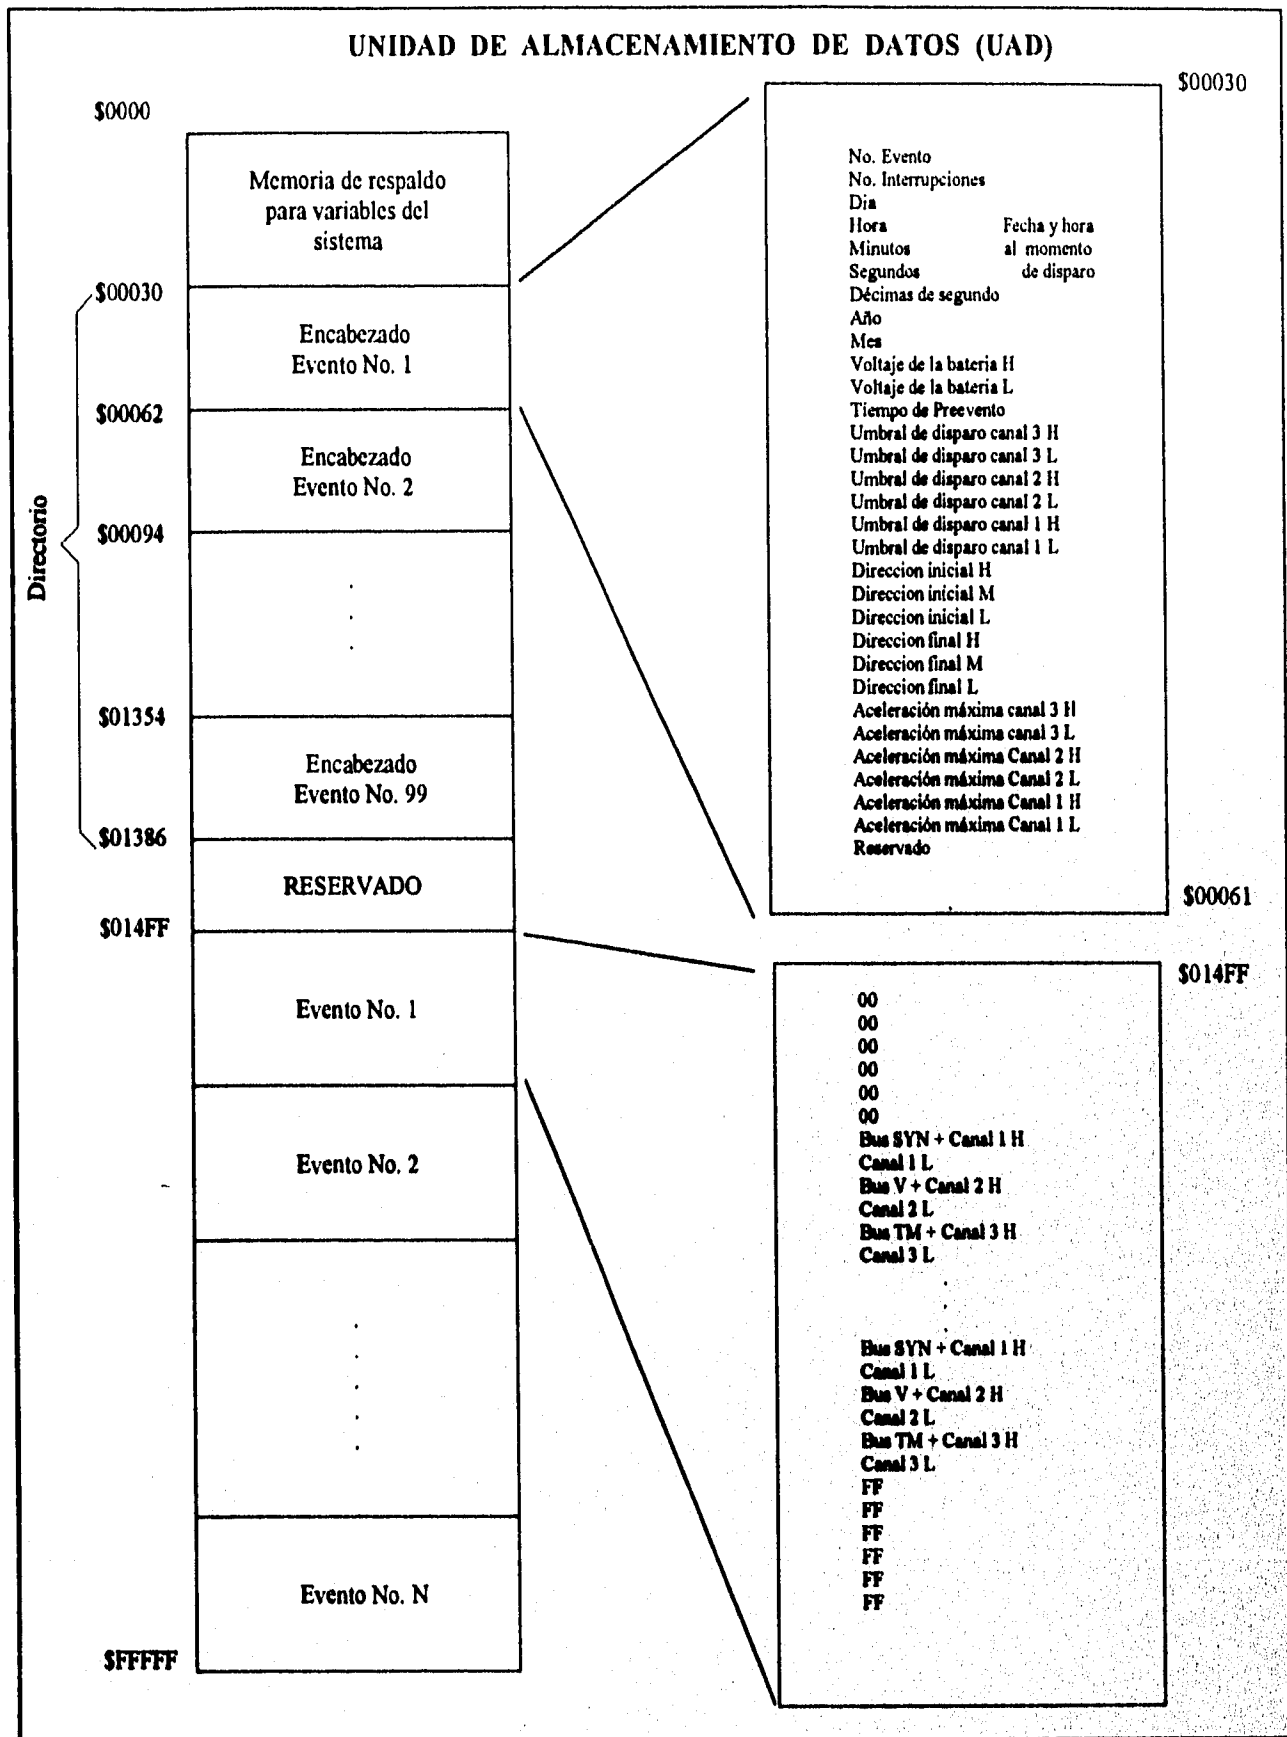 UNIDAD DE ALMACENAMIENTO DE DATOS (UAD)
$0000
Memoria de respaldo
para variables del
sistema
$00030
Encabezado
Evento No. 1
$00062
Encabezado
Evento No. 2
$00094
.
.
.
Directorio
$01354
Encabezado
Evento No. 99
$01386
RESERVADO
$014FF
Evento No. 1
Evento No. 2
.
.
.
.
.
Evento No. N
$FFFFF
$00030
No. Evento
No. Interrupciones
Dia
Hora Fecha y hora
Minutos al momento
Segundos de disparo
Décimas de segundo
Año
Mes
Voltaje de la bateria H
Voltaje de la bateria L
Tiempo de Preevento
Umbral de disparo canal 3 H
Umbral de disparo canal 3 L
Umbral de disparo canal 2 H
Umbral de disparo canal 2 L
Umbral de disparo canal 1 H
Umbral de disparo canal 1 L
Direccion inicial H
Direccion inicial M
Direccion inicial L
Direccion final H
Direccion final M
Direccion final L
Aceleración máxima canal 3 H
Aceleración máxima canal 3 L
Aceleración máxima Canal 2 H
Aceleración máxima Canal 2 L
Aceleración máxima Canal 1 H
Aceleración máxima Canal 1 L
Reservado
$00061
$014FF
00
00
00
00
00
00
Bus SYN + Canal 1 H
Canal 1 L
Bus V + Canal 2 H
Canal 2 L
Bus TM + Canal 3 H
Canal 3 L
.
.
.
Bus SYN + Canal 1 H
Canal 1 L
Bus V + Canal 2 H
Canal 2 L
Bus TM + Canal 3 H
Canal 3 L
FF
FF
FF
FF
FF
FF